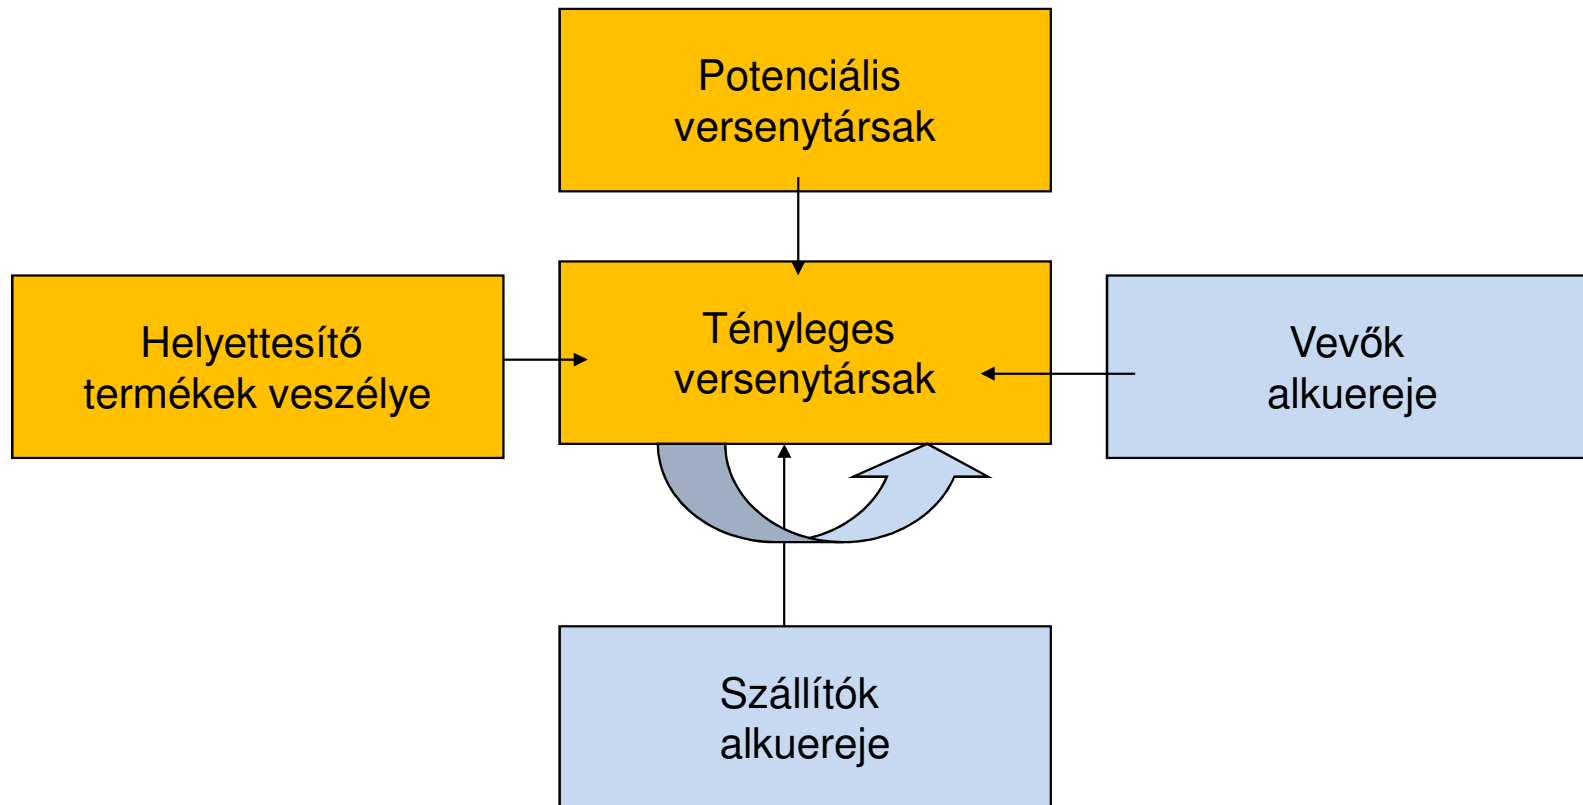 Potenciális
versenytársak
Helyettesítő
termékek veszélye
Tényleges
versenytársak
Vevők
alkuereje
Szállítók
alkuereje